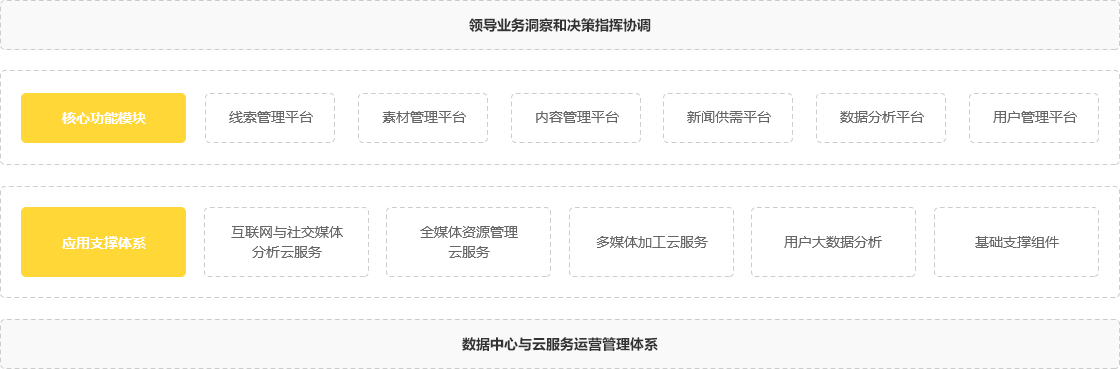 领导业务洞察和决策指挥协调
核心功能模块
线索管理平台
素材管理平台
内容管理平台
新闻供需平台
数据分析平台
用户管理平台
应用支撑体系
互联网与社交媒体
分析云服务
全媒体资源管理
云服务
多媒体加工云服务
用户大数据分析
基础支撑组件
数据中心与云服务运营管理体系